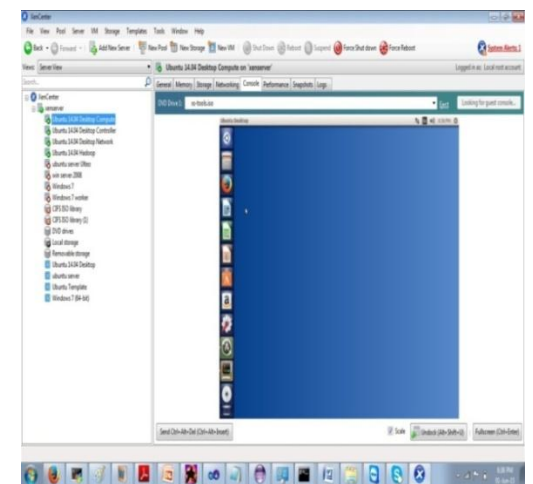 XenCenter
File View Pool Server VM Storage Templates Tools Window Help
Back Forward Add New Server New Pool New Storage New VM Shut Down Reboot Suspend Force Shut down Force Reboot System Alerts: 1
Views: Server View Ubuntu 14.04 Desktop Compute on 'xenserver' Logged in as: Local root account
Search... General Memory Storage Networking Console Performance Snapshots Logs
XenCenter
xenserver
Ubuntu 14.04 Desktop Compute
Ubuntu 14.04 Desktop Controller
Ubuntu 14.04 Desktop Network
Ubuntu 14.04 Hadoop
win server 2008
Windows 7
Windows 7 worker
CIFS ISO library
CIFS ISO library (1)
DVD drives
Local storage
Removable storage
Ubuntu 14.04 Desktop
ubuntu server
Ubuntu Template
Windows 7 (64-bit)
DVD Drive 1: xs-tools.iso Eject Looking for guest console...
Ubuntu Desktop
Send Ctrl+Alt+Del (Ctrl+Alt+Insert) Scale Undock (Alt+Shift+U) Fullscreen (Ctrl+Enter)